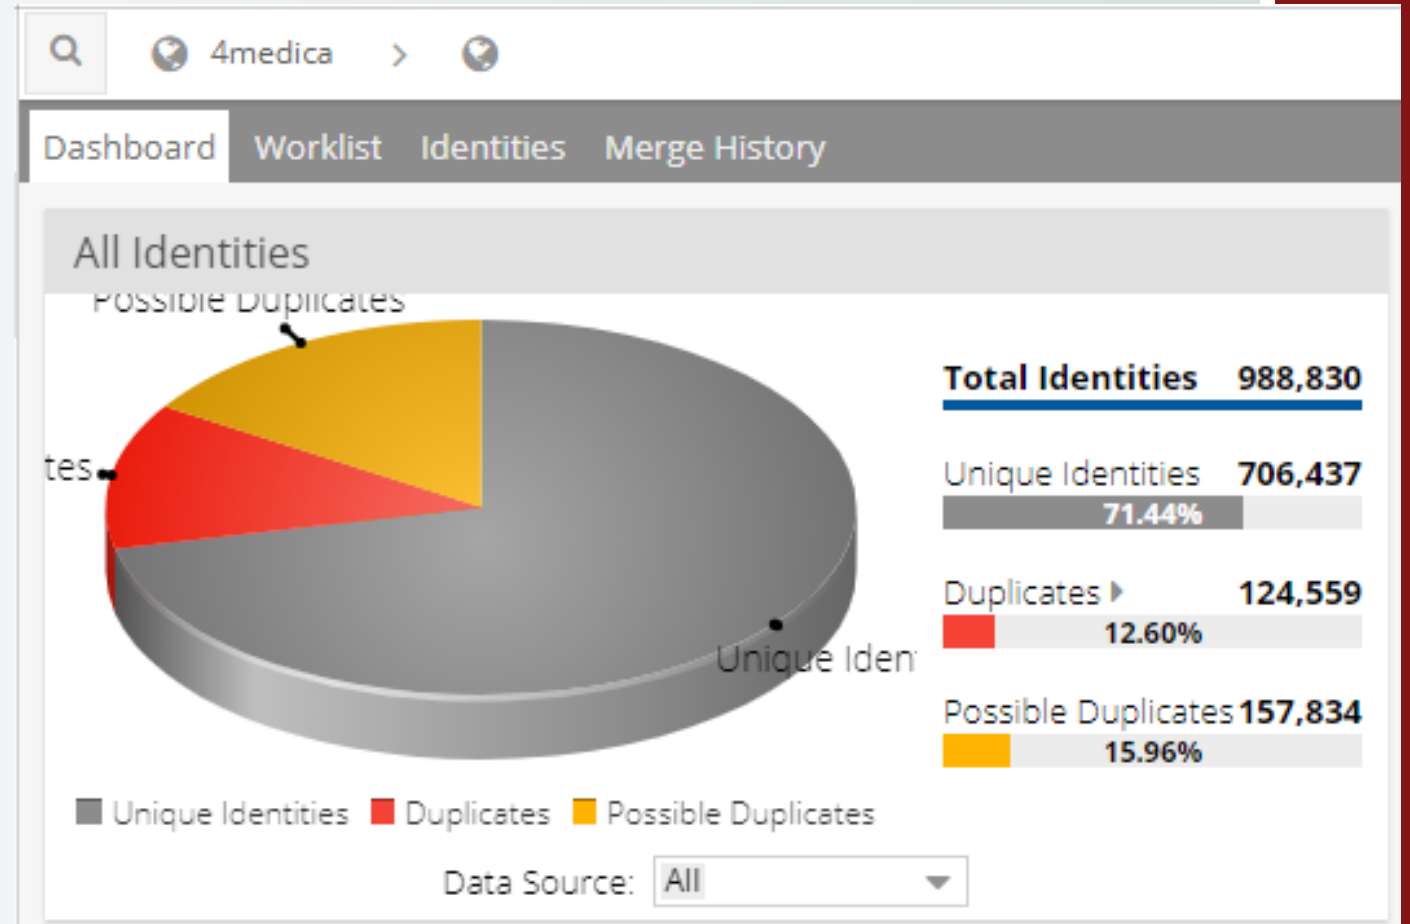 4medica
Dashboard Worklist Identities Merge History
All Identities
Possible Duplicates
tes
Unique Iden
Total Identities 988,830
Unique Identities 706,437
71.44%
Duplicates 124,559
12.60%
Possible Duplicates 157,834
15.96%
Unique Identities Duplicates Possible Duplicates
Data Source: All